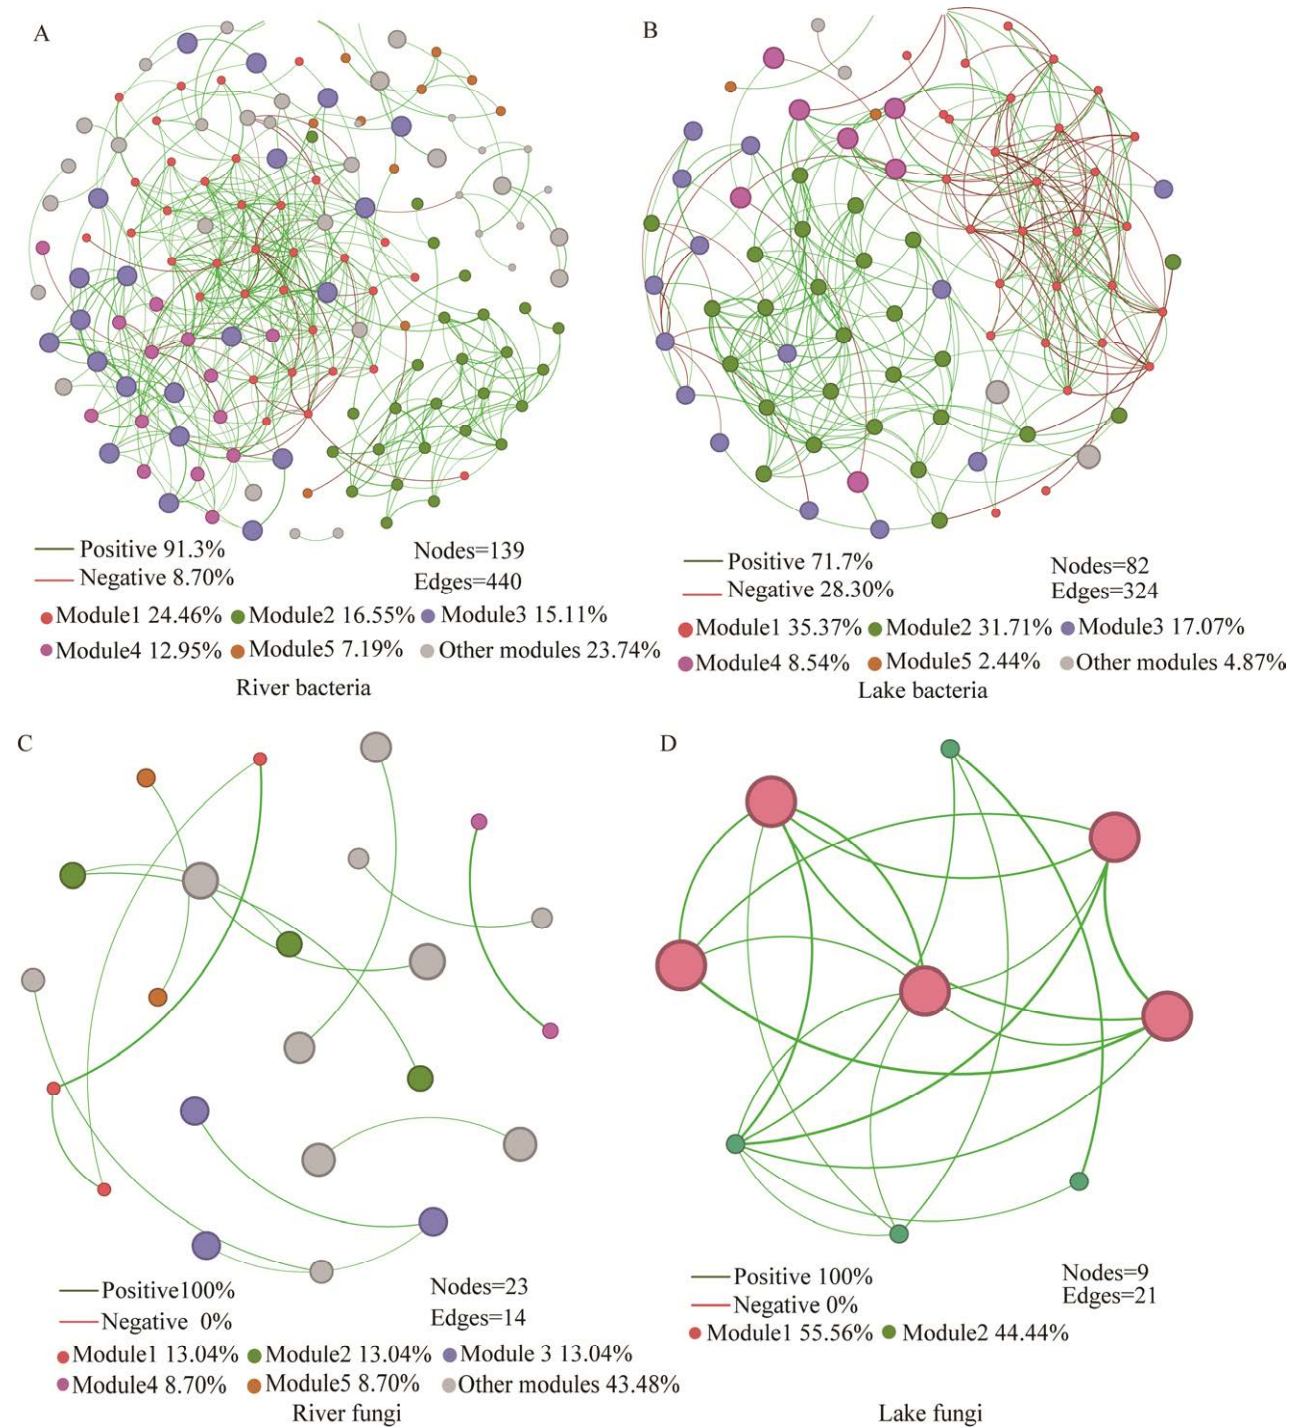 A
B
Positive 91.3%
Nodes=139
Negative 8.70%
Edges=440
Module1 24.46% Module2 16.55% Module3 15.11%
Module4 12.95% Module5 7.19% Other modules 23.74%
River bacteria
Positive 71.7%
Nodes=82
Negative 28.30%
Edges=324
Module1 35.37% Module2 31.71% Module3 17.07%
Module4 8.54% Module5 2.44% Other modules 4.87%
Lake bacteria
C
D
Positive100%
Nodes=23
Negative 0%
Edges=14
Module1 13.04% Module2 13.04% Module 3 13.04%
Module4 8.70% Module5 8.70% Other modules 43.48%
River fungi
Positive 100%
Nodes=9
Negative 0%
Edges=21
Module1 55.56% Module2 44.44%
Lake fungi